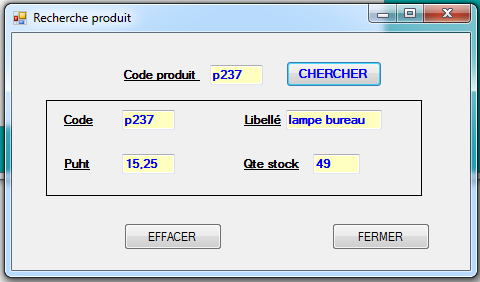 Recherche produit
Code produit p237 CHERCHER
Code p237 Libellé lampe bureau
Puht 15,25 Qte stock 49
EFFACER FERMER